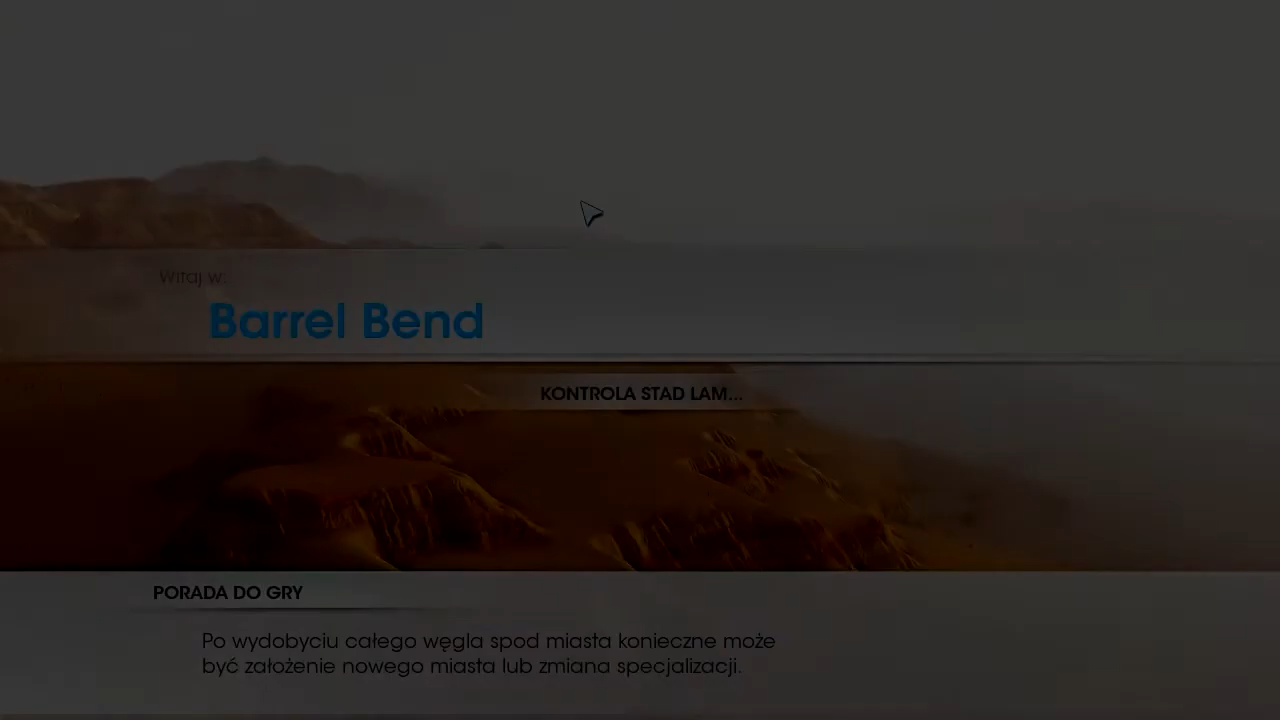 Witaj w...
Barrel Bend
KONTROLA STAD LAM...
PORADA DO GRY
Po wydobyciu całego węgla spod miasta konieczne może
być założenie nowego miasta lub zmiana specjalizacji.